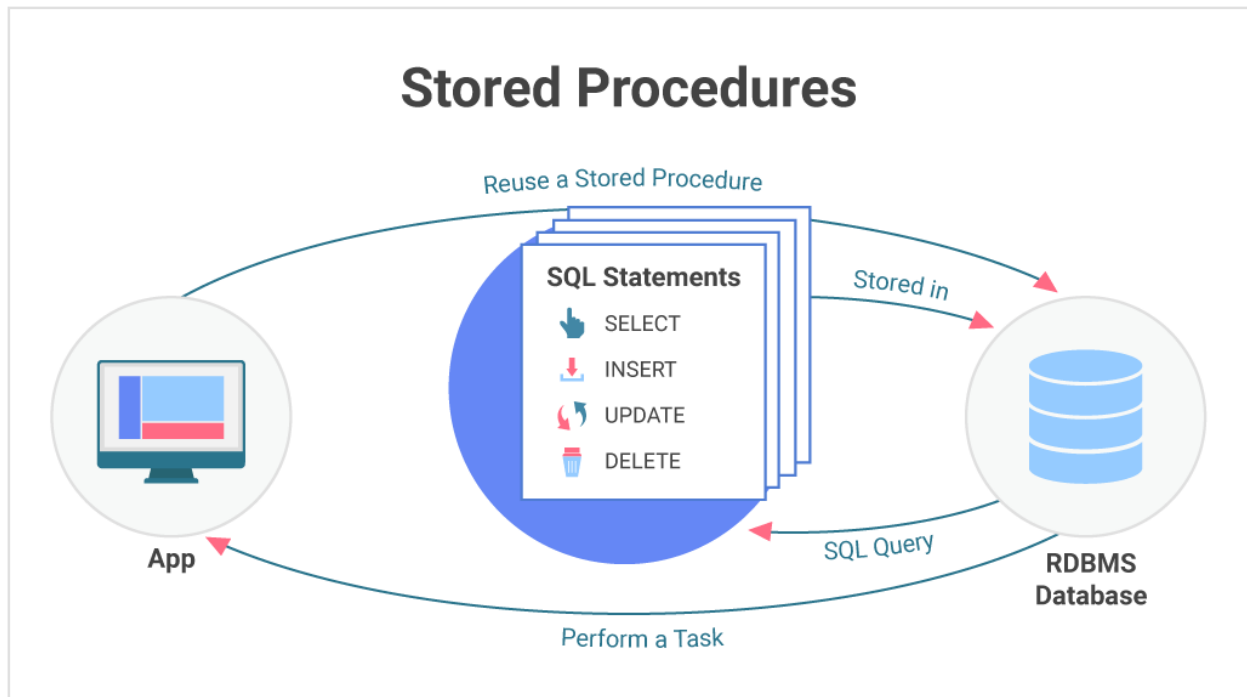 Stored Procedures
Reuse a Stored Procedure
SQL Statements
SELECT
INSERT
UPDATE
DELETE
Stored in
App
SQL Query
RDBMS
Database
Perform a Task